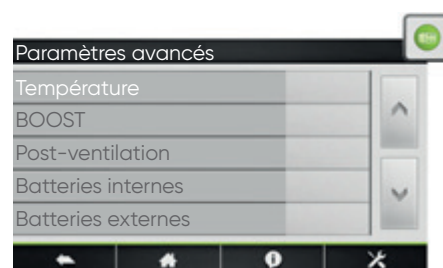 Paramètres avancés
Température
BOOST
Post-ventilation
Batteries internes
Batteries externes